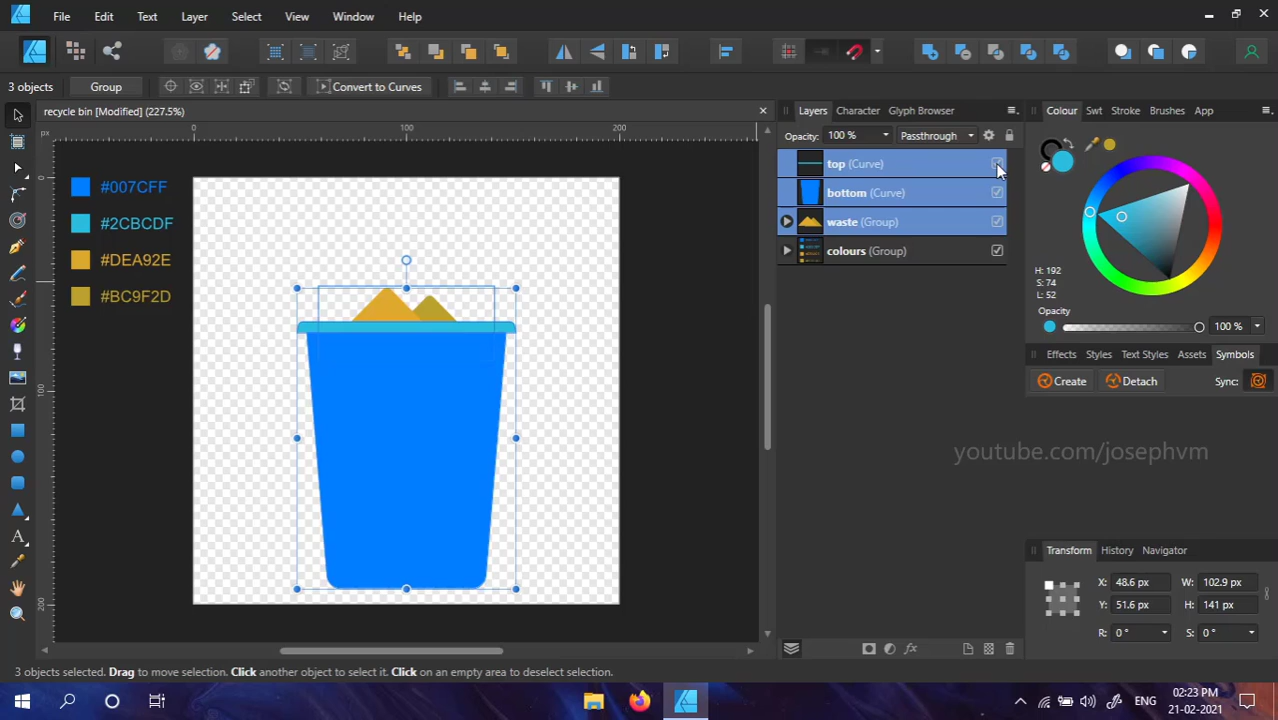 File Edit Text Layer Select View Window Help
3 objects Group Convert to Curves
recycle bin [Modified] (227.5%)
px 0 100 200
0
100
200
#007CFF
#2CBCDF
#DEA92E
#BC9F2D
Layers Character Glyph Browser
Opacity: 100 % Passthrough
top (Curve)
bottom (Curve)
waste (Group)
colours (Group)
Colour Swt Stroke Brushes App
H: 192
S: 74
L: 52
Opacity
100 %
Effects Styles Text Styles Assets Symbols
Create Detach Sync:
youtube.com/josephvm
Transform History Navigator
X: 48.6 px W: 102.9 px
Y: 51.6 px H: 141 px
R: 0 ° S: 0 °
3 objects selected. Drag to move selection. Click another object to select it. Click on an empty area to deselect selection.
ENG
02:23 PM
21-02-2021